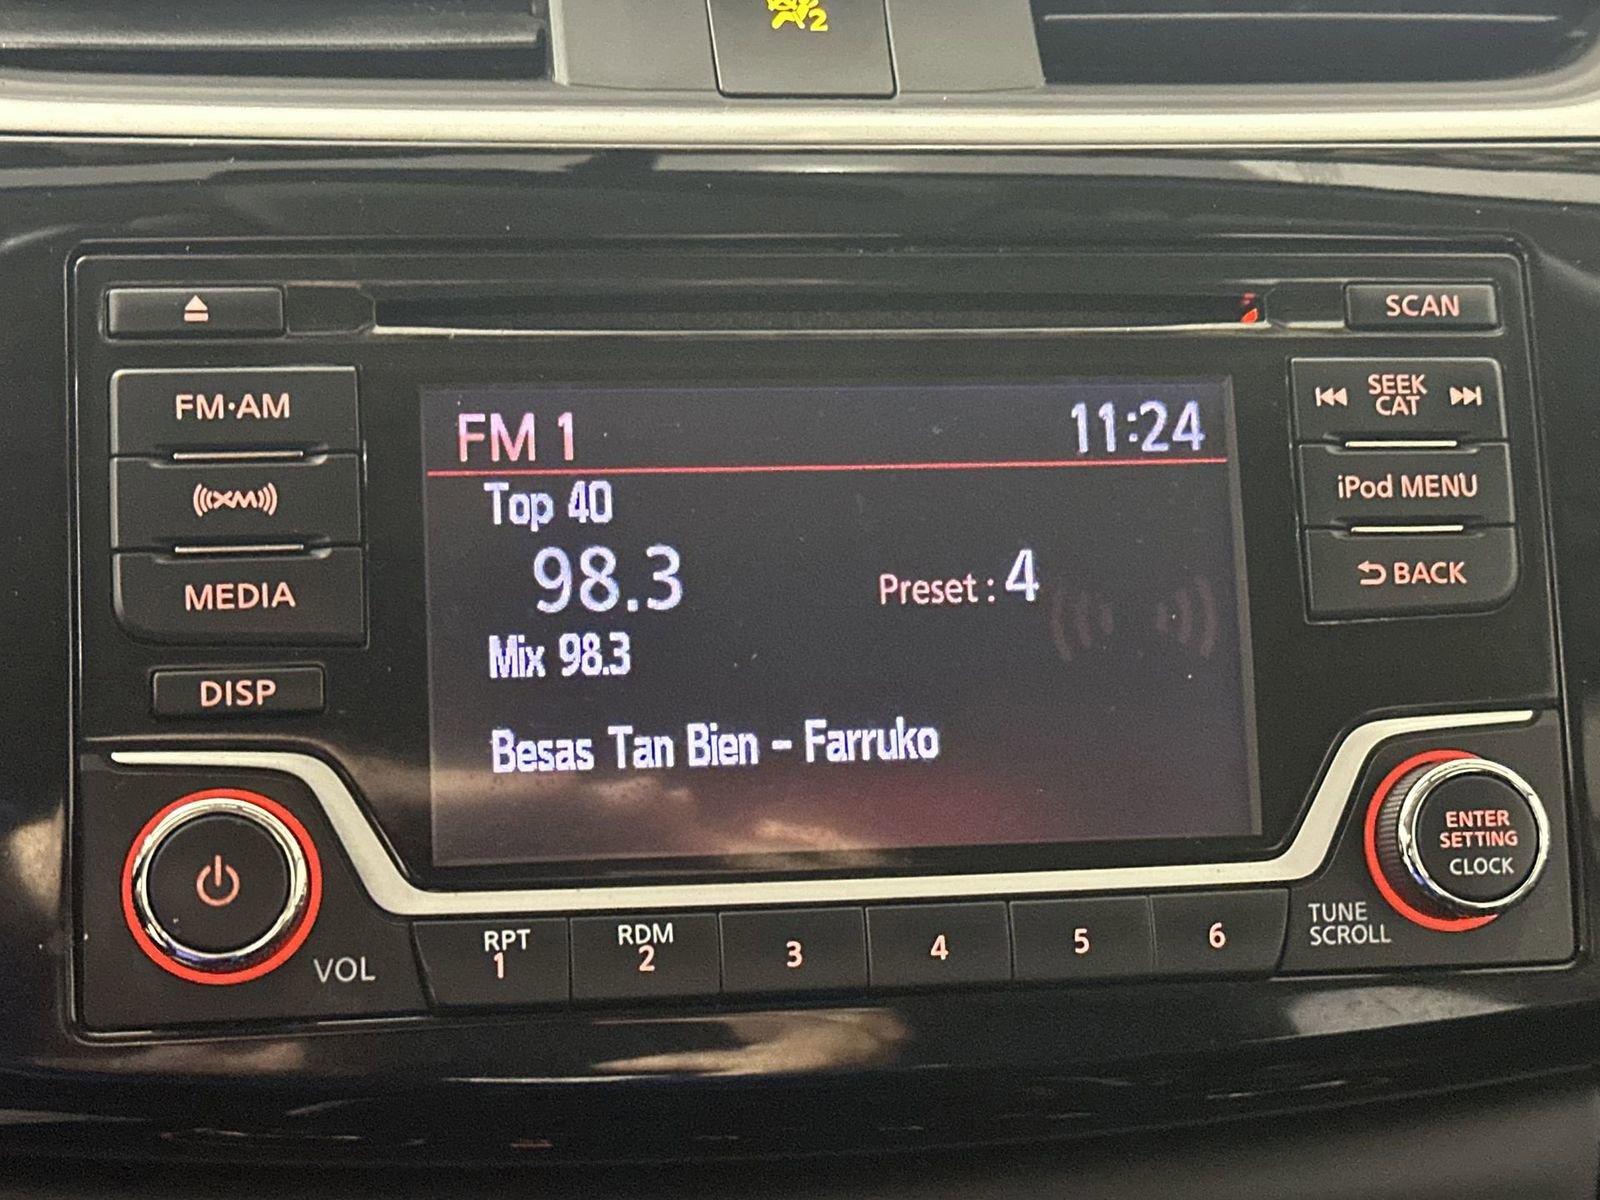 2
SCAN
FM·AM
XM
MEDIA
DISP
FM 1
11:24
Top 40
98.3
Preset : 4
Mix 98.3
Besas Tan Bien - Farruko
SEEK
CAT
iPod MENU
BACK
VOL
RPT
1
RDM
2
3
4
5
6
TUNE
SCROLL
ENTER
SETTING
CLOCK